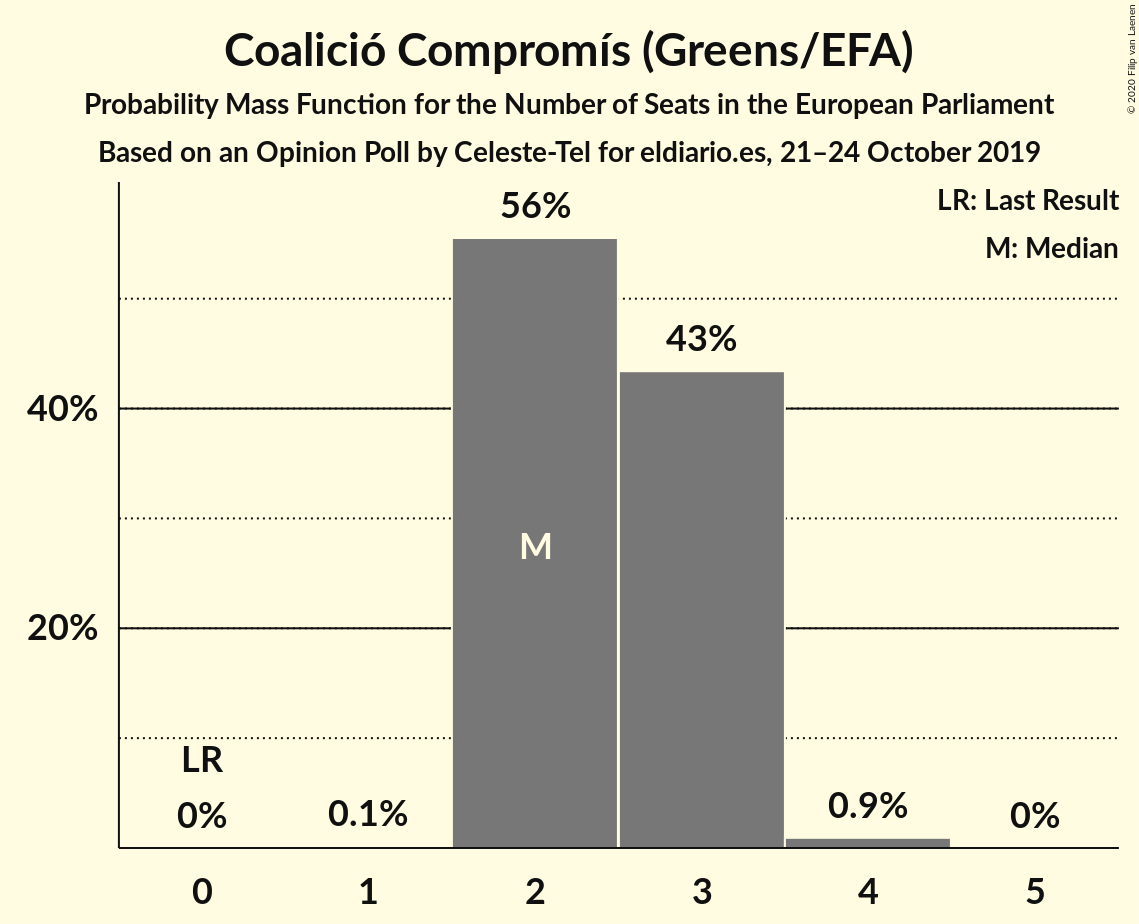 Coalició Compromís (Greens/EFA)
Probability Mass Function for the Number of Seats in the European Parliament
Based on an Opinion Poll by Celeste-Tel for eldiario.es, 21–24 October 2019
© 2020 Filip van Laenen
LR: Last Result
M: Median
56%
43%
40%
M
20%
LR
0%
0.1%
0.9%
0%
0 1 2 3 4 5